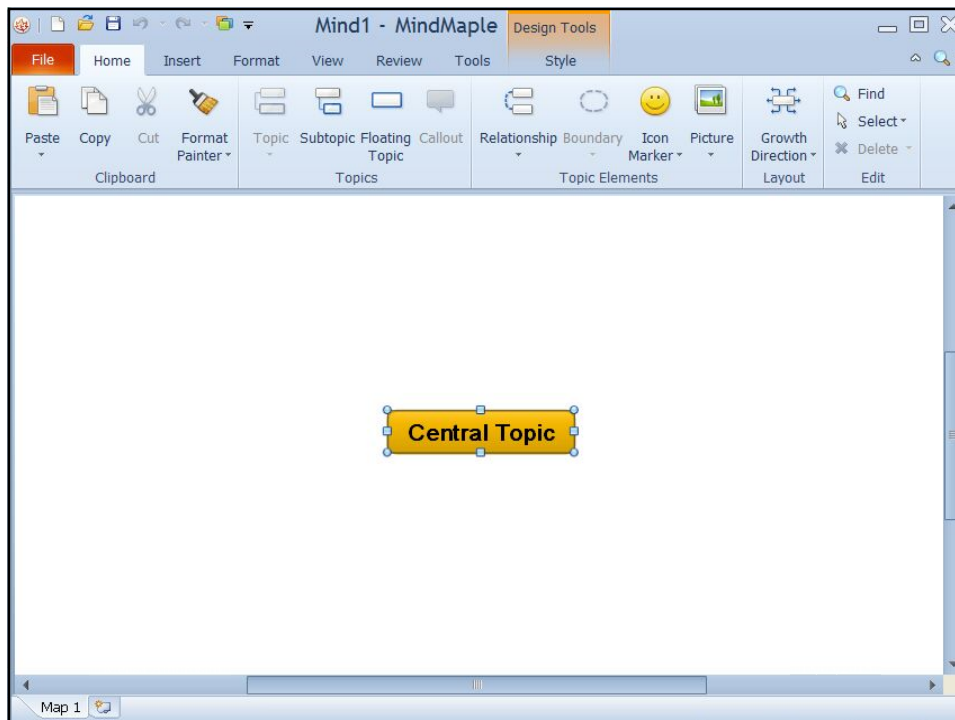 Mind1 - MindMaple Design Tools
File Home Insert Format View Review Tools Style
Paste Copy Cut Format Painter Topic Subtopic Floating Topic Callout Relationship Boundary Icon Marker Picture Growth Direction Find
Select
Delete
Clipboard Topics Topic Elements Layout Edit
Central Topic
Map 1